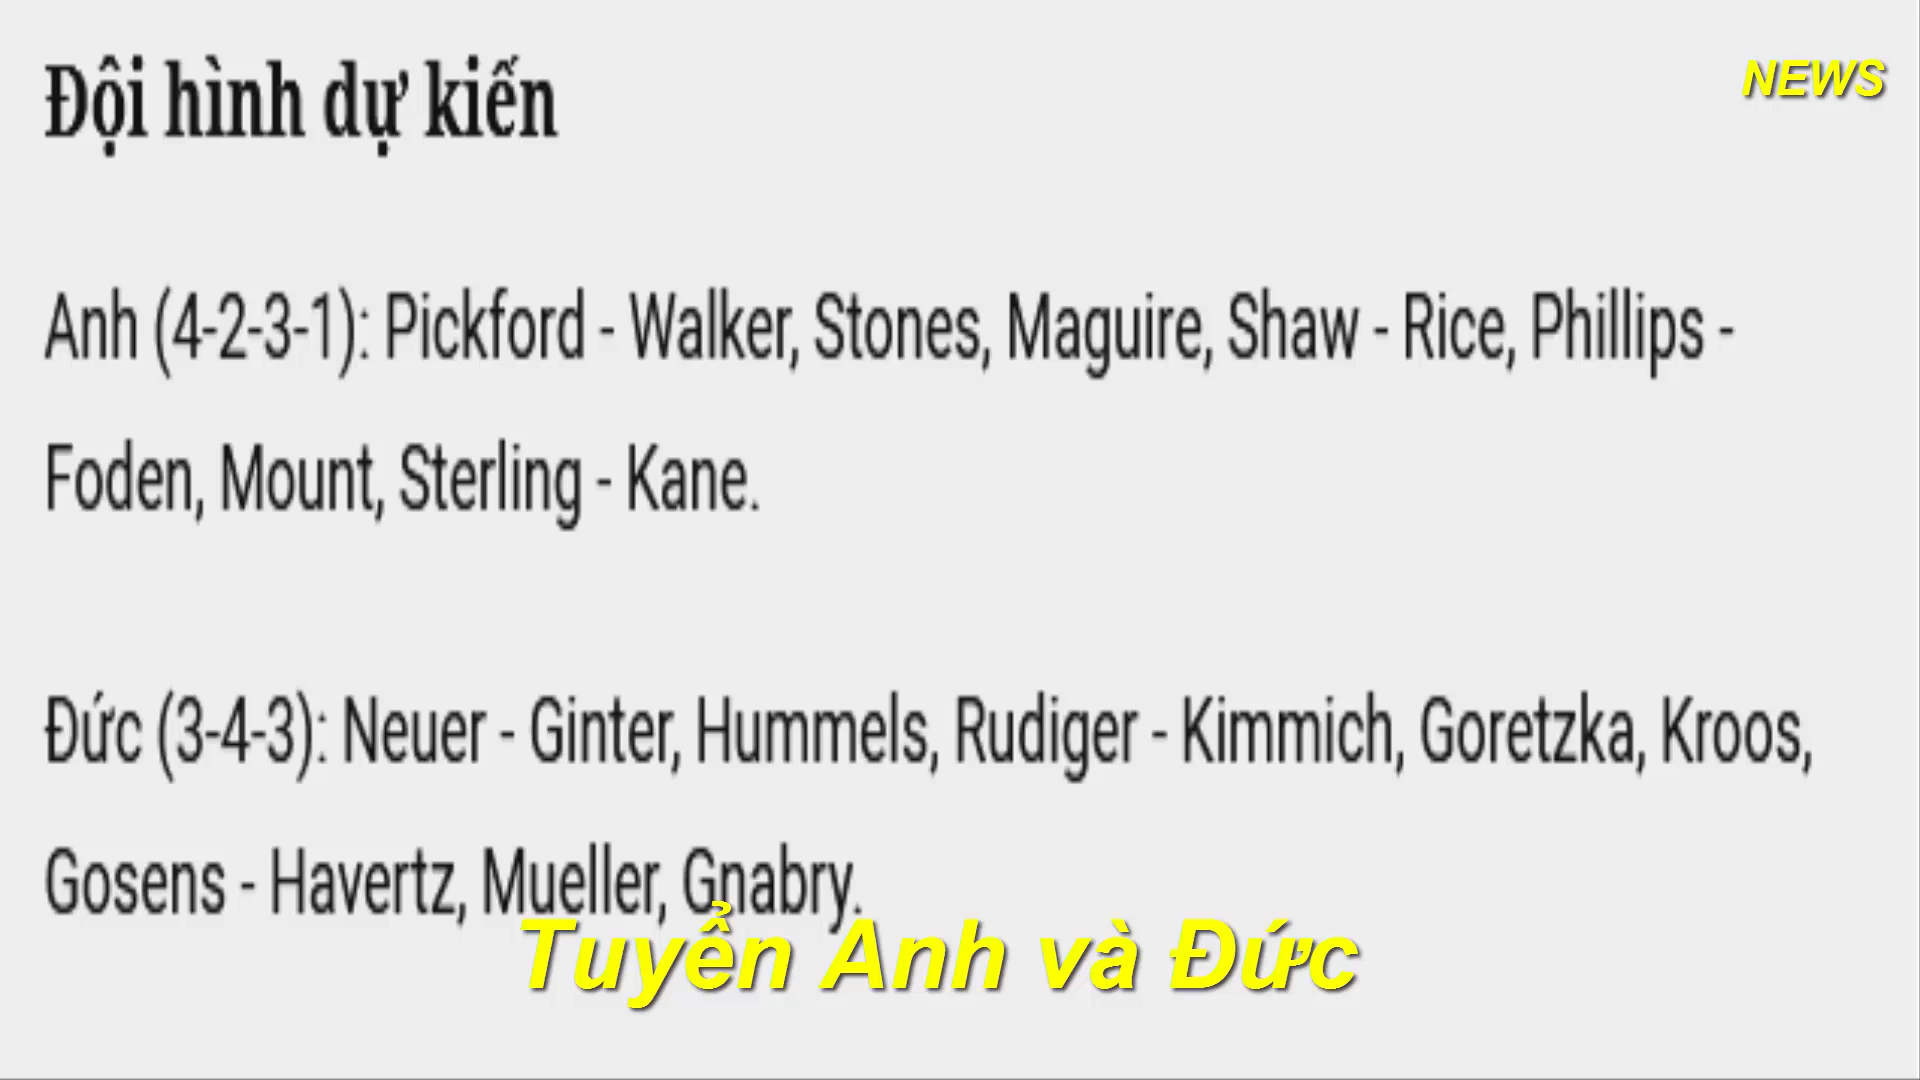 Đội hình dự kiến
NEWS
Anh (4-2-3-1): Pickford - Walker, Stones, Maguire, Shaw - Rice, Phillips -
Foden, Mount, Sterling - Kane.
Đức (3-4-3): Neuer - Ginter, Hummels, Rudiger - Kimmich, Goretzka, Kroos,
Gosens - Havertz, Mueller, Gnabry.
Tuyển Anh và Đức